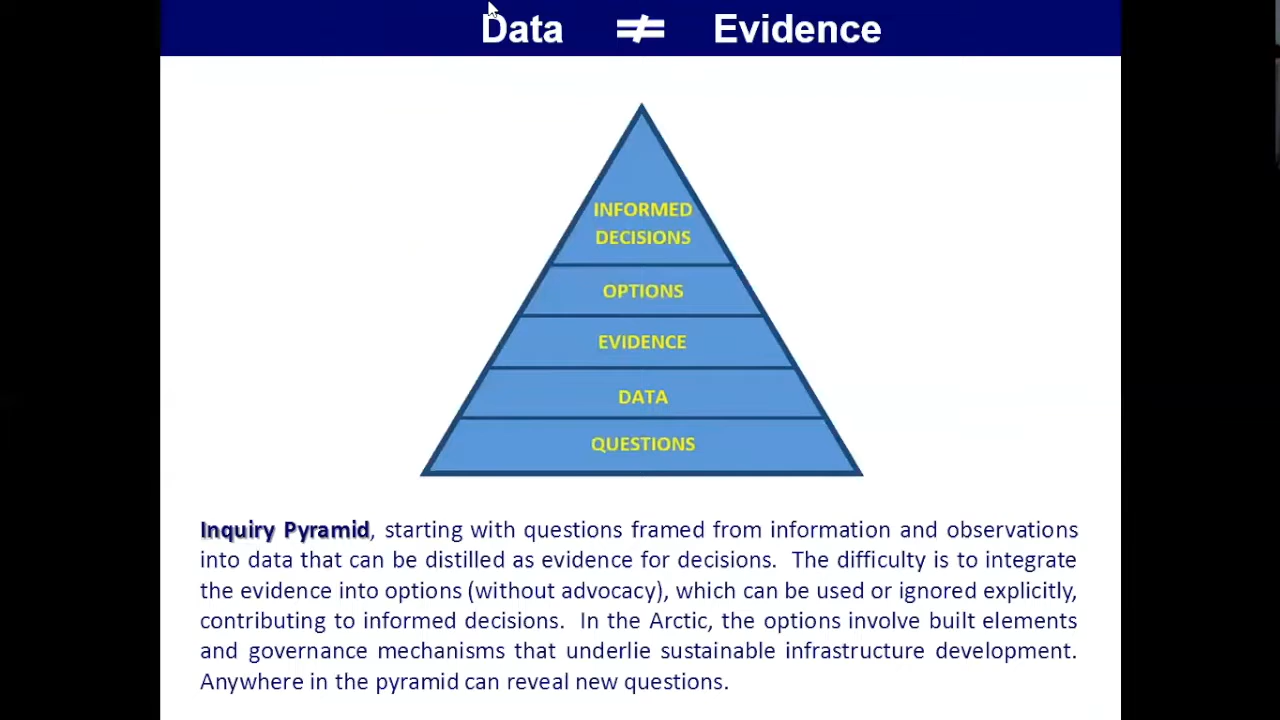 Data ≠ Evidence
INFORMED
DECISIONS
OPTIONS
EVIDENCE
DATA
QUESTIONS
Inquiry Pyramid, starting with questions framed from information and observations
into data that can be distilled as evidence for decisions. The difficulty is to integrate
the evidence into options (without advocacy), which can be used or ignored explicitly,
contributing to informed decisions. In the Arctic, the options involve built elements
and governance mechanisms that underlie sustainable infrastructure development.
Anywhere in the pyramid can reveal new questions.